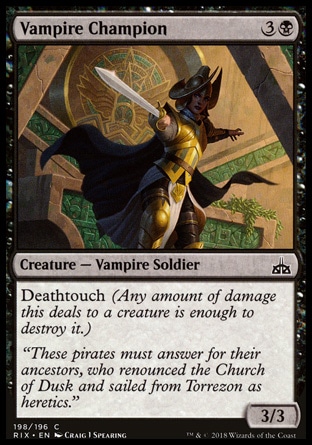 Vampire Champion 3
Creature — Vampire Soldier
Deathtouch (Any amount of damage
this deals to a creature is enough to
destroy it.)
“These pirates must answer for their
ancestors, who renounced the Church
of Dusk and sailed from Torrezon as
heretics.”
3/3
198/196 C
RIX • EN Craig J Spearing ™ & © 2018 Wizards of the Coast